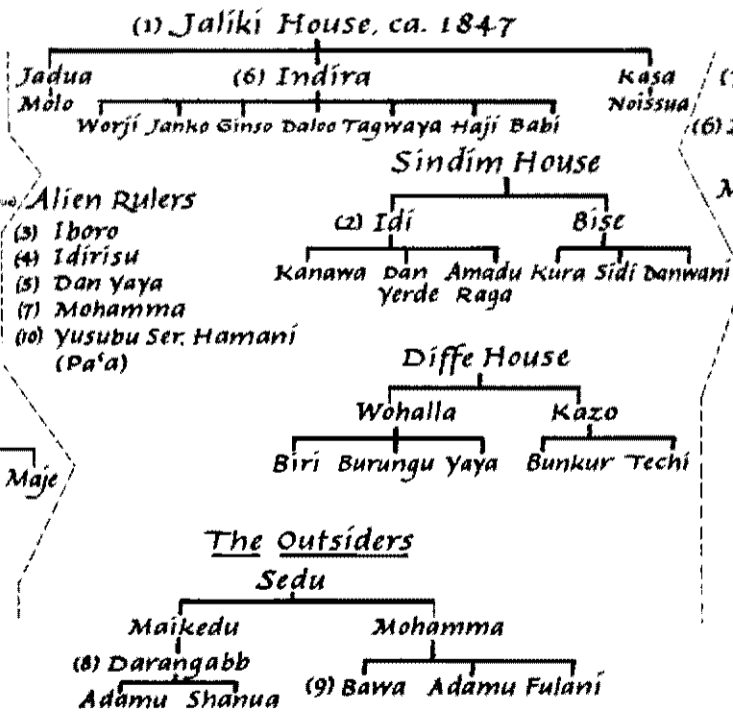 (1) Jaliki House, ca. 1847
Jadua (6) Indira Kasa
Molo Noissua
Worji Janko Ginso Daloo Tagwaya Haji Babi
(6)
Sindim House
Alien Rulers
(2) Idi Bise
(3) Iboro
(4) Idirisu
Kanawa Dan Yerde Amadu Raga Kura Sidi Danwani
(5) Dan Yaya
(7) Mohamma
(10) Yusubu Ser. Hamani
(Pa'a)
Diffe House
Wohalla Kazo
Biri Burungu Yaya Bunkur Techi
Maje
The Outsiders
Sedu
Maikedu Mohamma
(8) Darangabb
(9) Bawa Adamu Fulani
Adamu Shanua